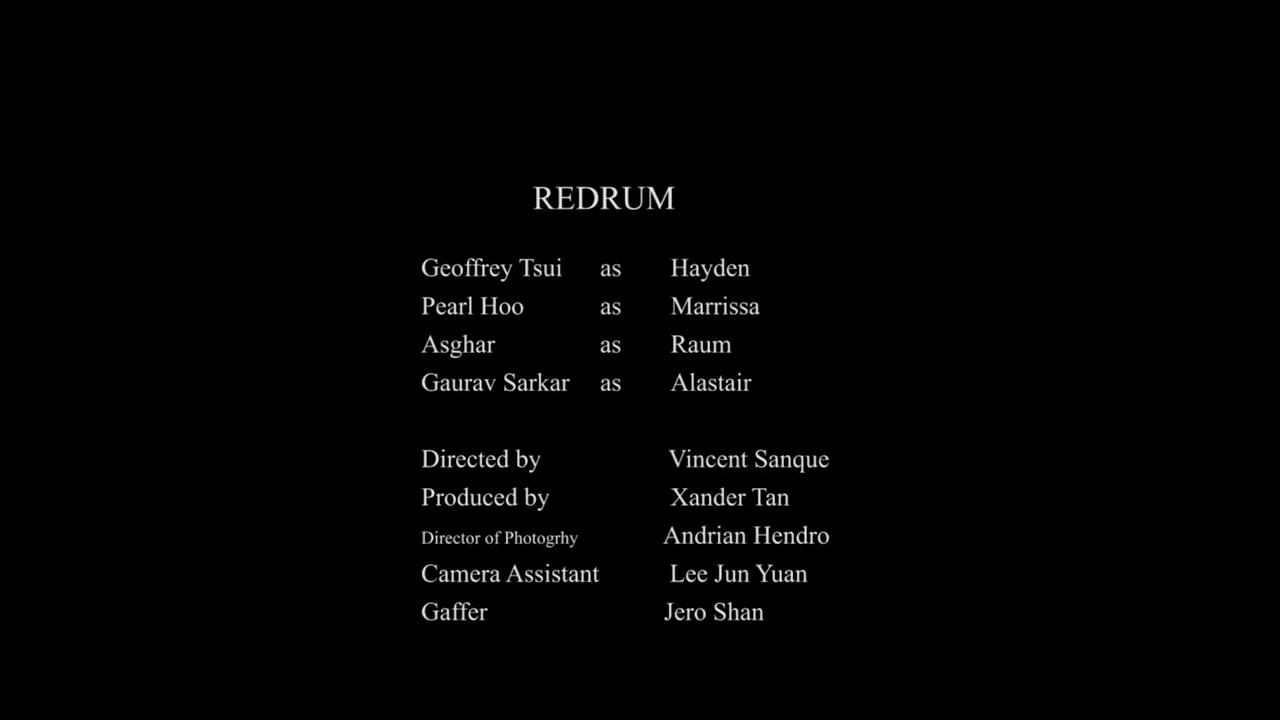 REDRUM
Geoffrey Tsui as Hayden
Pearl Hoo as Marrissa
Asghar as Raum
Gaurav Sarkar as Alastair
Directed by Vincent Sanque
Produced by Xander Tan
Director of Photogrhy Andrian Hendro
Camera Assistant Lee Jun Yuan
Gaffer Jero Shan